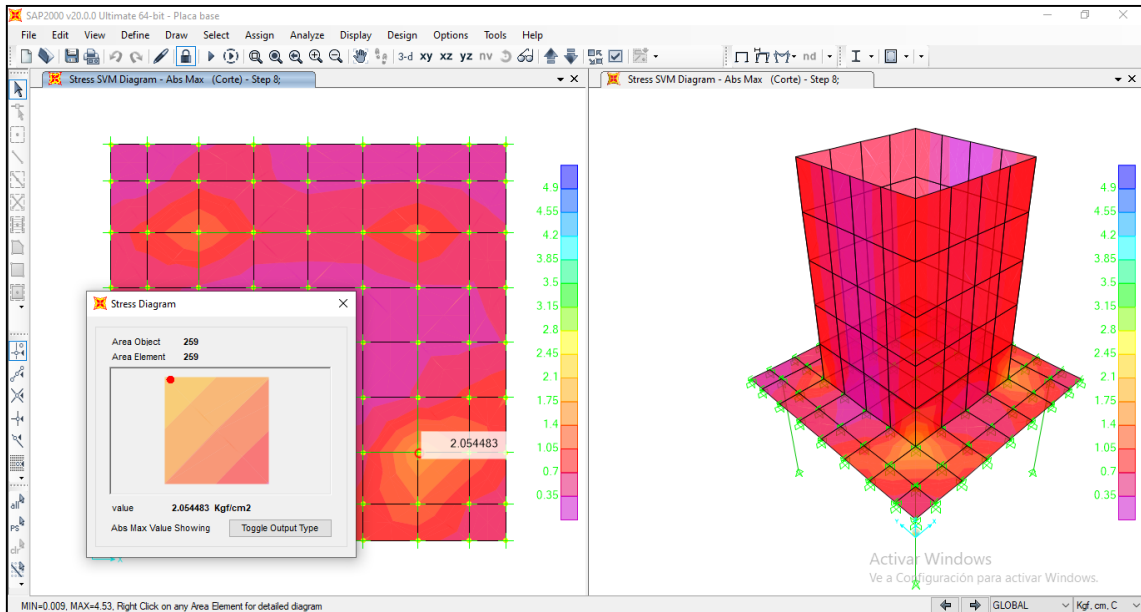 SAP2000 v20.0.0 Ultimate 64-bit - Placa base
File Edit View Define Draw Select Assign Analyze Display Design Options Tools Help
3-d xy xz yz nv nd
Stress SVM Diagram - Abs Max (Corte) - Step 8;
4.9
4.55
4.2
3.85
3.5
3.15
2.8
2.45
2.1
1.75
1.4
1.05
0.7
0.35
2.054483
Stress Diagram
Area Object 259
Area Element 259
value 2.054483 Kgf/cm2
Abs Max Value Showing Toggle Output Type
X
all
PS
clr
Stress SVM Diagram - Abs Max (Corte) - Step 8;
4.9
4.55
4.2
3.85
3.5
3.15
2.8
2.45
2.1
1.75
1.4
1.05
0.7
0.35
Activar Windows
Ve a Configuración para activar Windows.
MIN=0.009, MAX=4.53, Right Click on any Area Element for detailed diagram
GLOBAL Kgf, cm, C